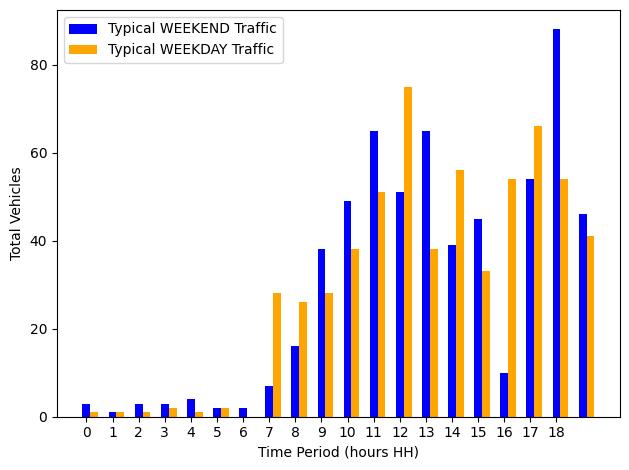 Typical WEEKEND Traffic
Typical WEEKDAY Traffic
80
60
40
20
0
Total Vehicles
0 1 2 3 4 5 6 7 8 9 10 11 12 13 14 15 16 17 18
Time Period (hours HH)